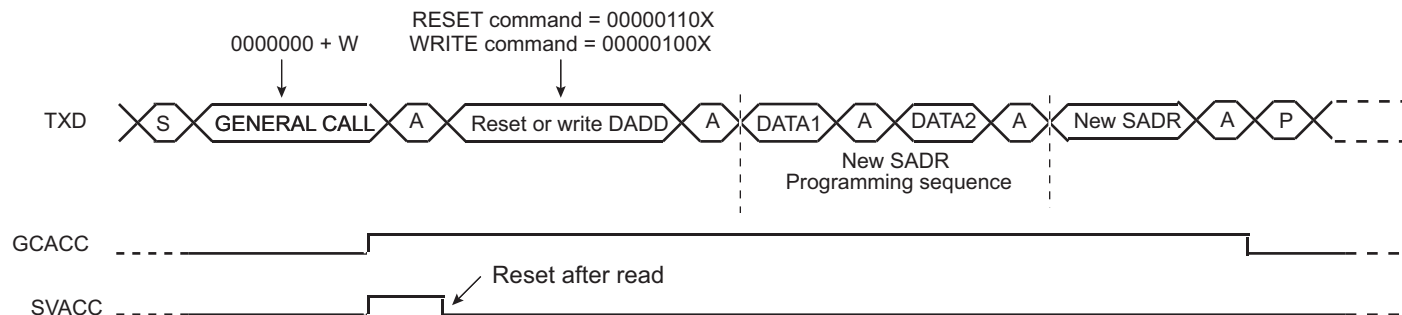 RESET command = 00000110X
0000000 + W
WRITE command = 00000100X
TXD
S
GENERAL CALL
A
Reset or write DADD
A
DATA1
A
DATA2
A
New SADR
A
P
New SADR
Programming sequence
GCACC
Reset after read
SVACC